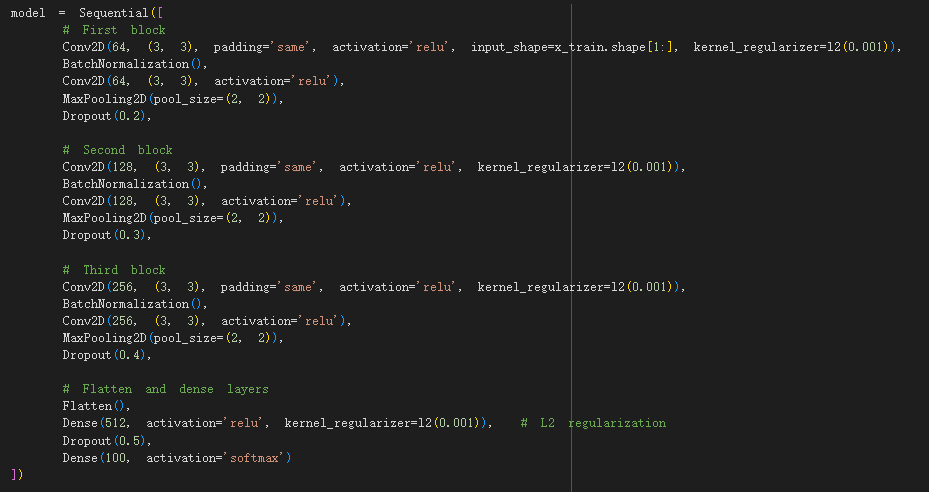 model = Sequential([
# First block
Conv2D(64, (3, 3), padding='same', activation='relu', input_shape=x_train.shape[1:], kernel_regularizer=l2(0.001)),
BatchNormalization(),
Conv2D(64, (3, 3), activation='relu'),
MaxPooling2D(pool_size=(2, 2)),
Dropout(0.2),
# Second block
Conv2D(128, (3, 3), padding='same', activation='relu', kernel_regularizer=l2(0.001)),
BatchNormalization(),
Conv2D(128, (3, 3), activation='relu'),
MaxPooling2D(pool_size=(2, 2)),
Dropout(0.3),
# Third block
Conv2D(256, (3, 3), padding='same', activation='relu', kernel_regularizer=l2(0.001)),
BatchNormalization(),
Conv2D(256, (3, 3), activation='relu'),
MaxPooling2D(pool_size=(2, 2)),
Dropout(0.4),
# Flatten and dense layers
Flatten(),
Dense(512, activation='relu', kernel_regularizer=l2(0.001)), # L2 regularization
Dropout(0.5),
Dense(100, activation='softmax')
])